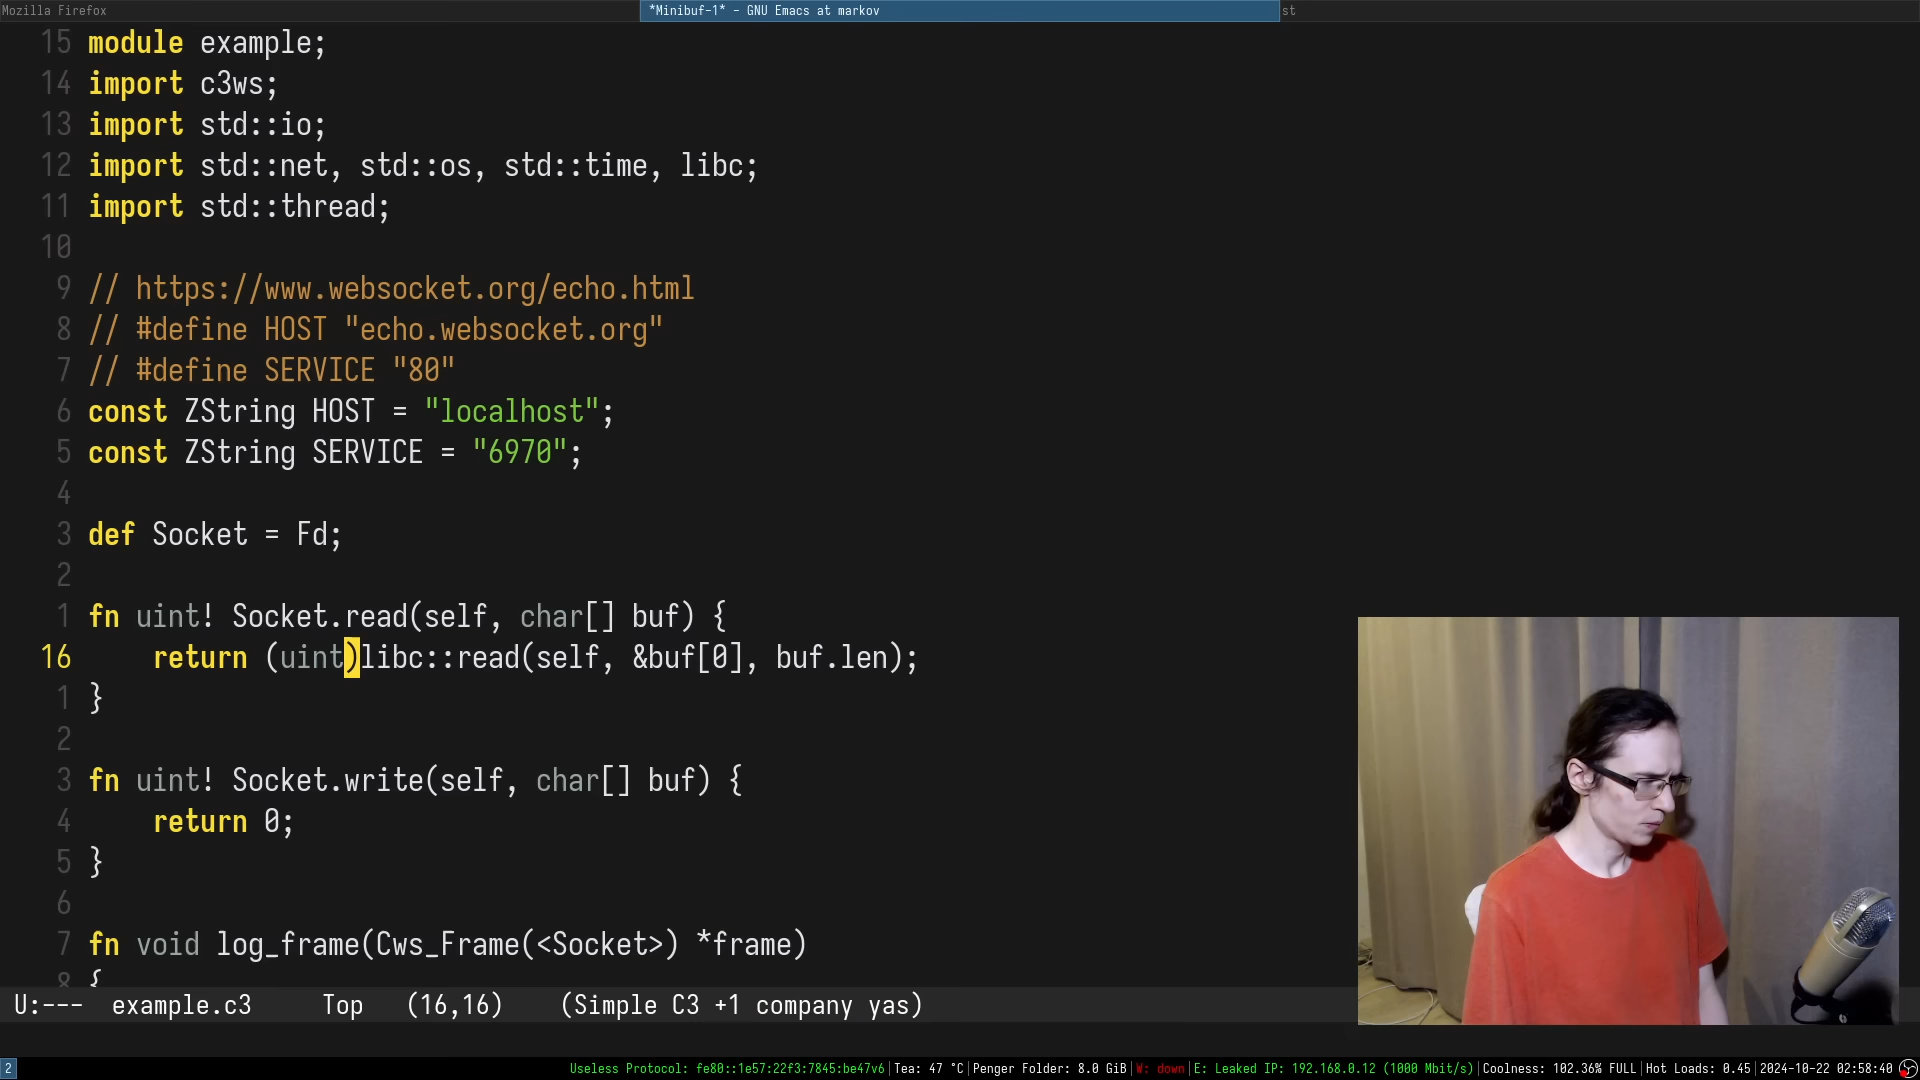 Mozilla Firefox
*Minibuf-1* - GNU Emacs at markov
st
15 module example;
14 import c3ws;
13 import std::io;
12 import std::net, std::os, std::time, libc;
11 import std::thread;
10
9 // https://www.websocket.org/echo.html
8 // #define HOST "echo.websocket.org"
7 // #define SERVICE "80"
6 const ZString HOST = "localhost";
5 const ZString SERVICE = "6970";
4
3 def Socket = Fd;
2
1 fn uint! Socket.read(self, char[] buf) {
16 return (uint)libc::read(self, &buf[0], buf.len);
1 }
2
3 fn uint! Socket.write(self, char[] buf) {
4 return 0;
5 }
6
7 fn void log_frame(Cws_Frame(<Socket>) *frame)
8 {
U:--- example.c3 Top (16,16) (Simple C3 +1 company yas)
2 Useless Protocol: fe80::1e57:22f3:7845:be47v6|Tea: 47 °C|Penger Folder: 8.0 GiB|W: down|E: Leaked IP: 192.168.0.12 (1000 Mbit/s)|Coolness: 102.36% FULL|Hot Loads: 0.45|2024-10-22 02:58:40